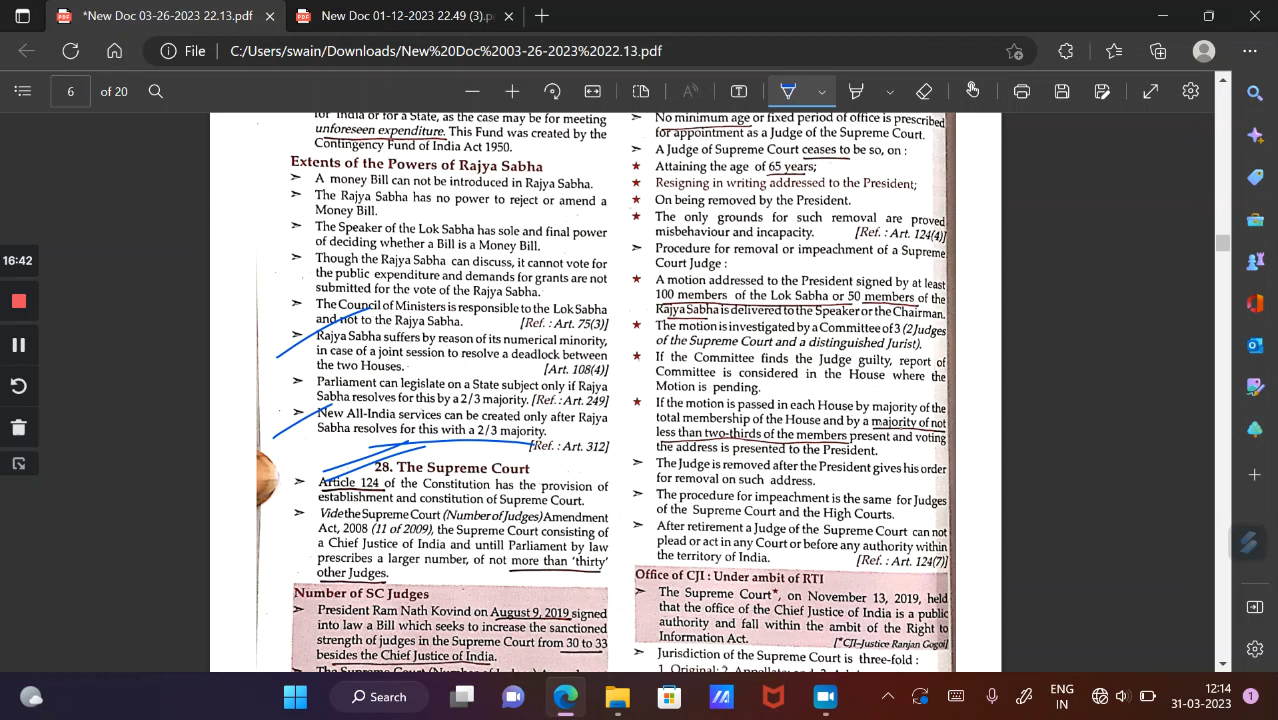 *New Doc 03-26-2023 22.13.pdf
New Doc 01-12-2023 22.49 (3).pdf
File
C:/Users/swain/Downloads/New%20Doc%2003-26-2023%2022.13.pdf
6
of 20
for India or for a State, as the case may be for meeting
unforeseen expenditure. This Fund was created by the
Contingency Fund of India Act 1950.
Extents of the Powers of Rajya Sabha
➢ A money Bill can not be introduced in Rajya Sabha.
➢ The Rajya Sabha has no power to reject or amend a
Money Bill.
➢ The Speaker of the Lok Sabha has sole and final power
of deciding whether a Bill is a Money Bill.
➢ Though the Rajya Sabha can discuss, it cannot vote for
the public expenditure and demands for grants are not
submitted for the vote of the Rajya Sabha.
➢ The Council of Ministers is responsible to the Lok Sabha
and not to the Rajya Sabha. [Ref. : Art. 75(3)]
➢ Rajya Sabha suffers by reason of its numerical minority,
in case of a joint session to resolve a deadlock between
the two Houses. [Art. 108(4)]
➢ Parliament can legislate on a State subject only if Rajya
Sabha resolves for this by a 2/3 majority. [Ref. : Art. 249]
➢ New All-India services can be created only after Rajya
Sabha resolves for this with a 2/3 majority.
[Ref. : Art. 312]
28. The Supreme Court
➢ Article 124 of the Constitution has the provision of
establishment and constitution of Supreme Court.
➢ Vide the Supreme Court (Number of Judges) Amendment
Act, 2008 (11 of 2009), the Supreme Court consisting of
a Chief Justice of India and untill Parliament by law
prescribes a larger number, of not more than 'thirty'
other Judges.
Number of SC Judges
➢ President Ram Nath Kovind on August 9, 2019 signed
into law a Bill which seeks to increase the sanctioned
strength of judges in the Supreme Court from 30 to 33
besides the Chief Justice of India.
➢ No minimum age or fixed period of office is prescribed
for appointment as a Judge of the Supreme Court.
➢ A Judge of Supreme Court ceases to be so, on :
★ Attaining the age of 65 years;
★ Resigning in writing addressed to the President;
★ On being removed by the President.
★ The only grounds for such removal are proved
misbehaviour and incapacity. [Ref. : Art. 124(4)]
➢ Procedure for removal or impeachment of a Supreme
Court Judge :
★ A motion addressed to the President signed by at least
100 members of the Lok Sabha or 50 members of the
Rajya Sabha is delivered to the Speaker or the Chairman.
★ The motion is investigated by a Committee of 3 (2 Judges
of the Supreme Court and a distinguished Jurist).
★ If the Committee finds the Judge guilty, report of
Committee is considered in the House where the
Motion is pending.
★ If the motion is passed in each House by majority of the
total membership of the House and by a majority of not
less than two-thirds of the members present and voting
the address is presented to the President.
➢ The Judge is removed after the President gives his order
for removal on such address.
➢ The procedure for impeachment is the same for Judges
of the Supreme Court and the High Courts.
➢ After retirement a Judge of the Supreme Court can not
plead or act in any Court or before any authority within
the territory of India. [Ref. : Art. 124(7)]
Office of CJI : Under ambit of RTI
➢ The Supreme Court*, on November 13, 2019, held
that the office of the Chief Justice of India is a public
authority and fall within the ambit of the Right to
Information Act. [*CJI–Justice Ranjan Gogoi]
➢ Jurisdiction of the Supreme Court is three-fold :
16:42
Search
ENG
IN
12:14
31-03-2023
1